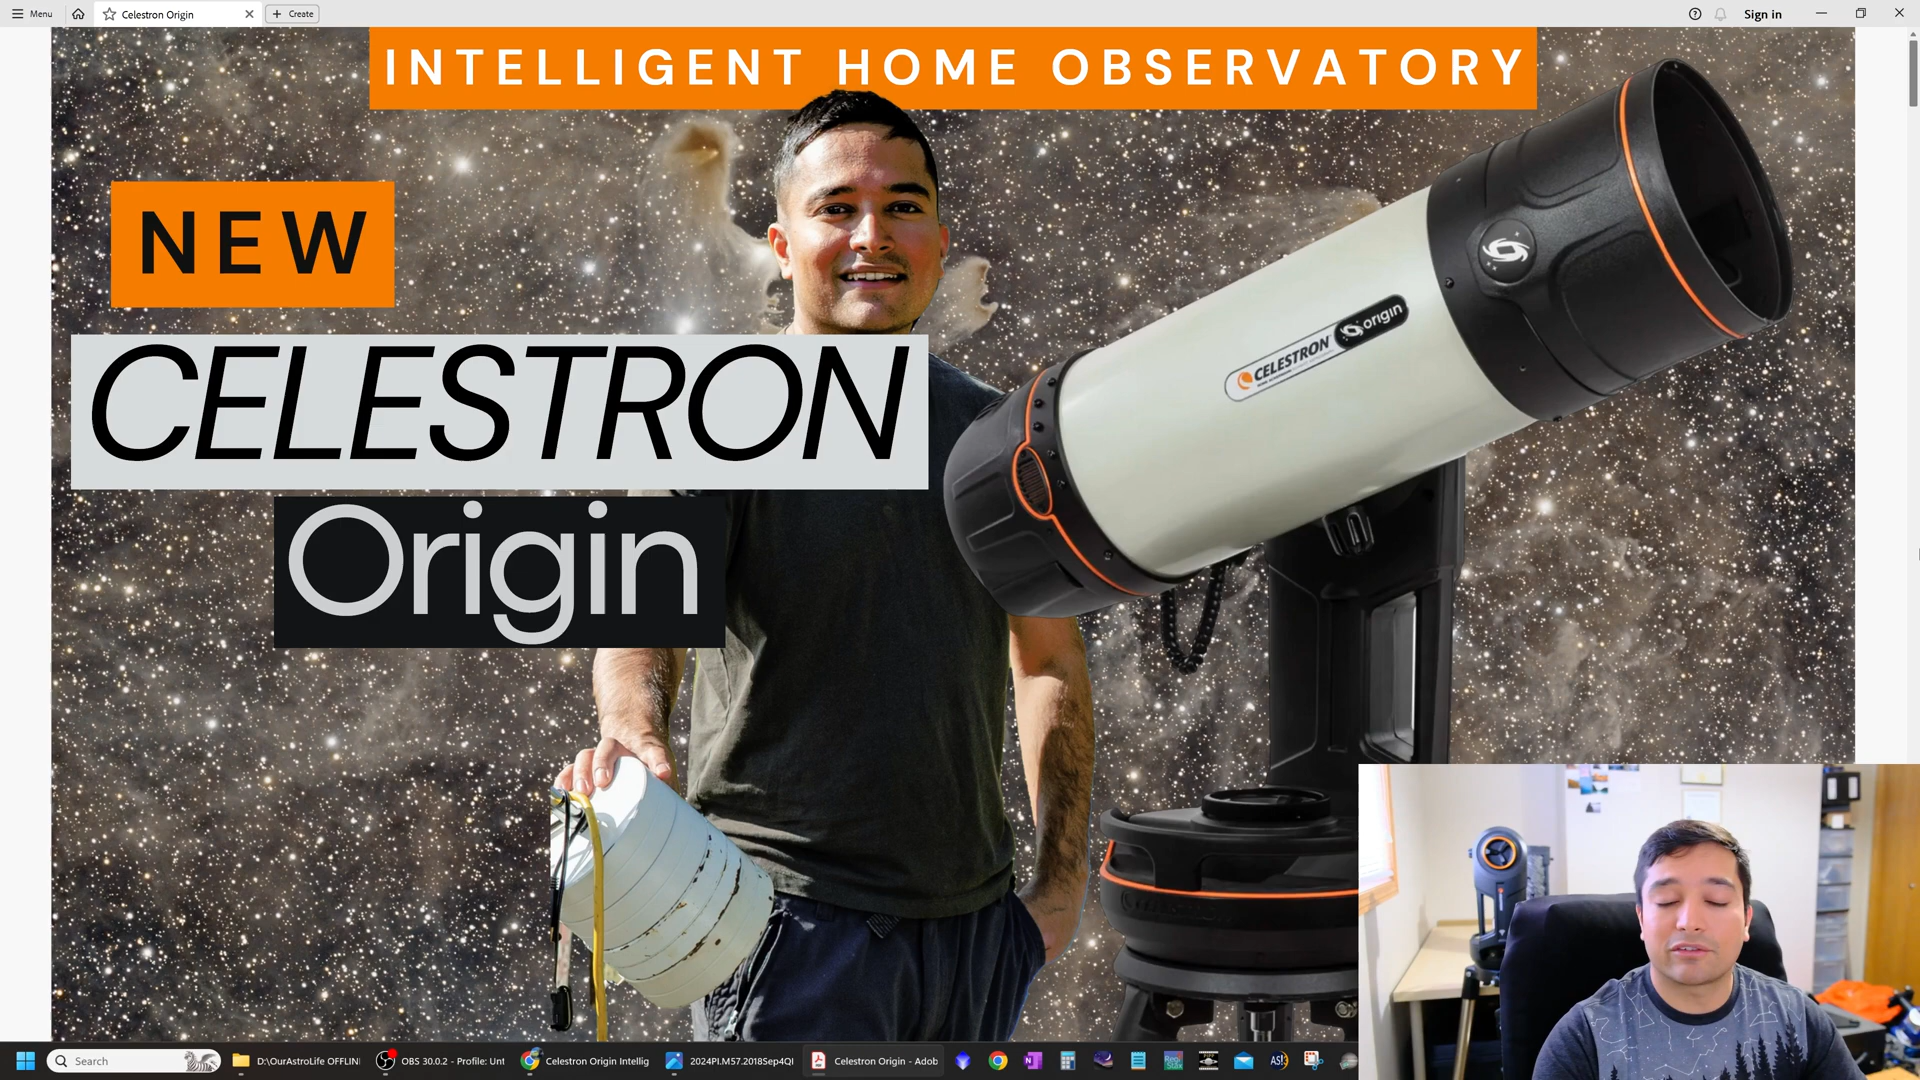 Menu
Celestron Origin
Create
Sign in
INTELLIGENT HOME OBSERVATORY
NEW
CELESTRON
Origin
CELESTRON
origin
Search
D:\OurAstroLife OFFLINI
OBS 30.0.2 - Profile: Unt
Celestron Origin Intellig
2024PI.M57.2018Sep4QI
Celestron Origin - Adob